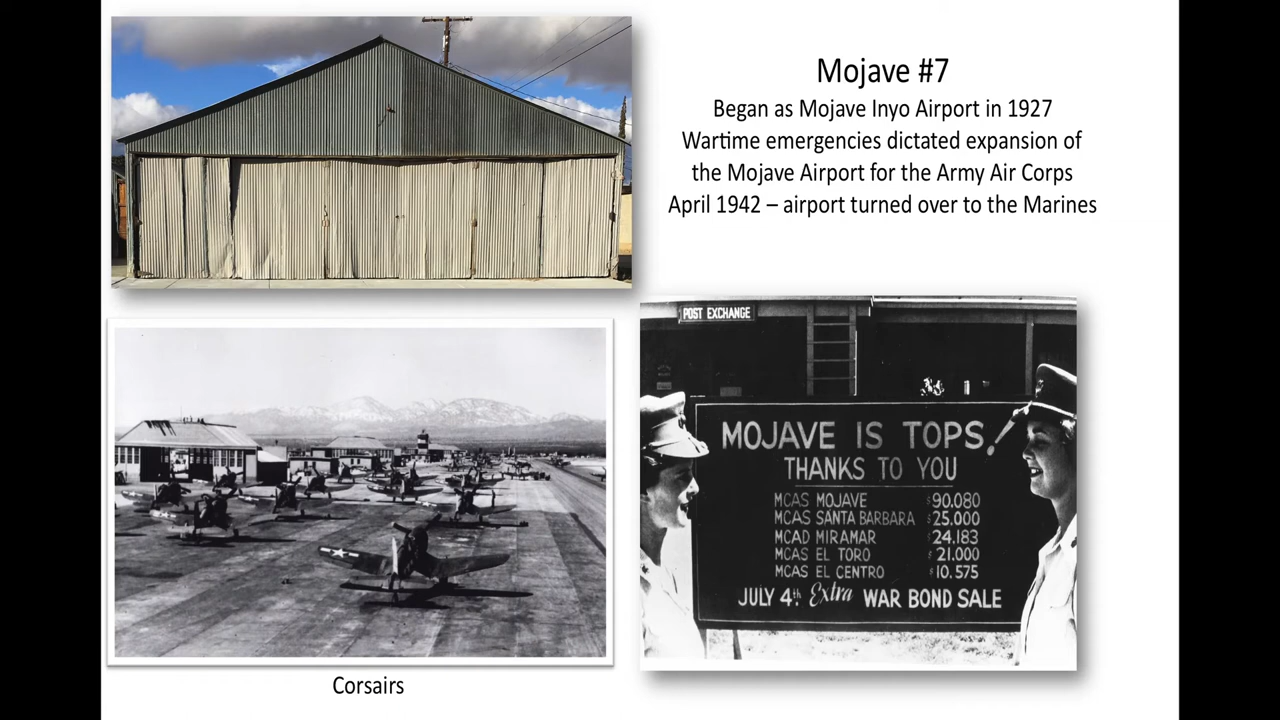 Mojave #7
Began as Mojave Inyo Airport in 1927
Wartime emergencies dictated expansion of
the Mojave Airport for the Army Air Corps
April 1942 – airport turned over to the Marines
POST EXCHANGE
MOJAVE IS TOPS!
THANKS TO YOU
MCAS MOJAVE $90.080
MCAS SANTA BARBARA $25.000
MCAD MIRAMAR $24,183
MCAS EL TORO $21.000
MCAS EL CENTRO $10.575
JULY 4th Extra WAR BOND SALE
Corsairs